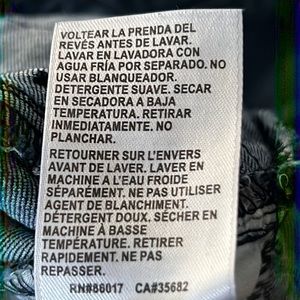 VOLTEAR LA PRENDA DEL
REVÉS ANTES DE LAVAR.
LAVAR EN LAVADORA CON
AGUA FRÍA POR SEPARADO. NO
USAR BLANQUEADOR.
DETERGENTE SUAVE. SECAR
EN SECADORA A BAJA
TEMPERATURA. RETIRAR
INMEDIATAMENTE. NO
PLANCHAR.
RETOURNER SUR L'ENVERS
AVANT DE LAVER. LAVER EN
MACHINE A L'EAU FROIDE
SÉPARÉMENT. NE PAS UTILISER
AGENT DE BLANCHIMENT.
DÉTERGENT DOUX. SÉCHER EN
MACHINE À BASSE
TEMPÉRATURE. RETIRER
RAPIDEMENT. NE PAS
REPASSER.
RN#86017 CA#35682